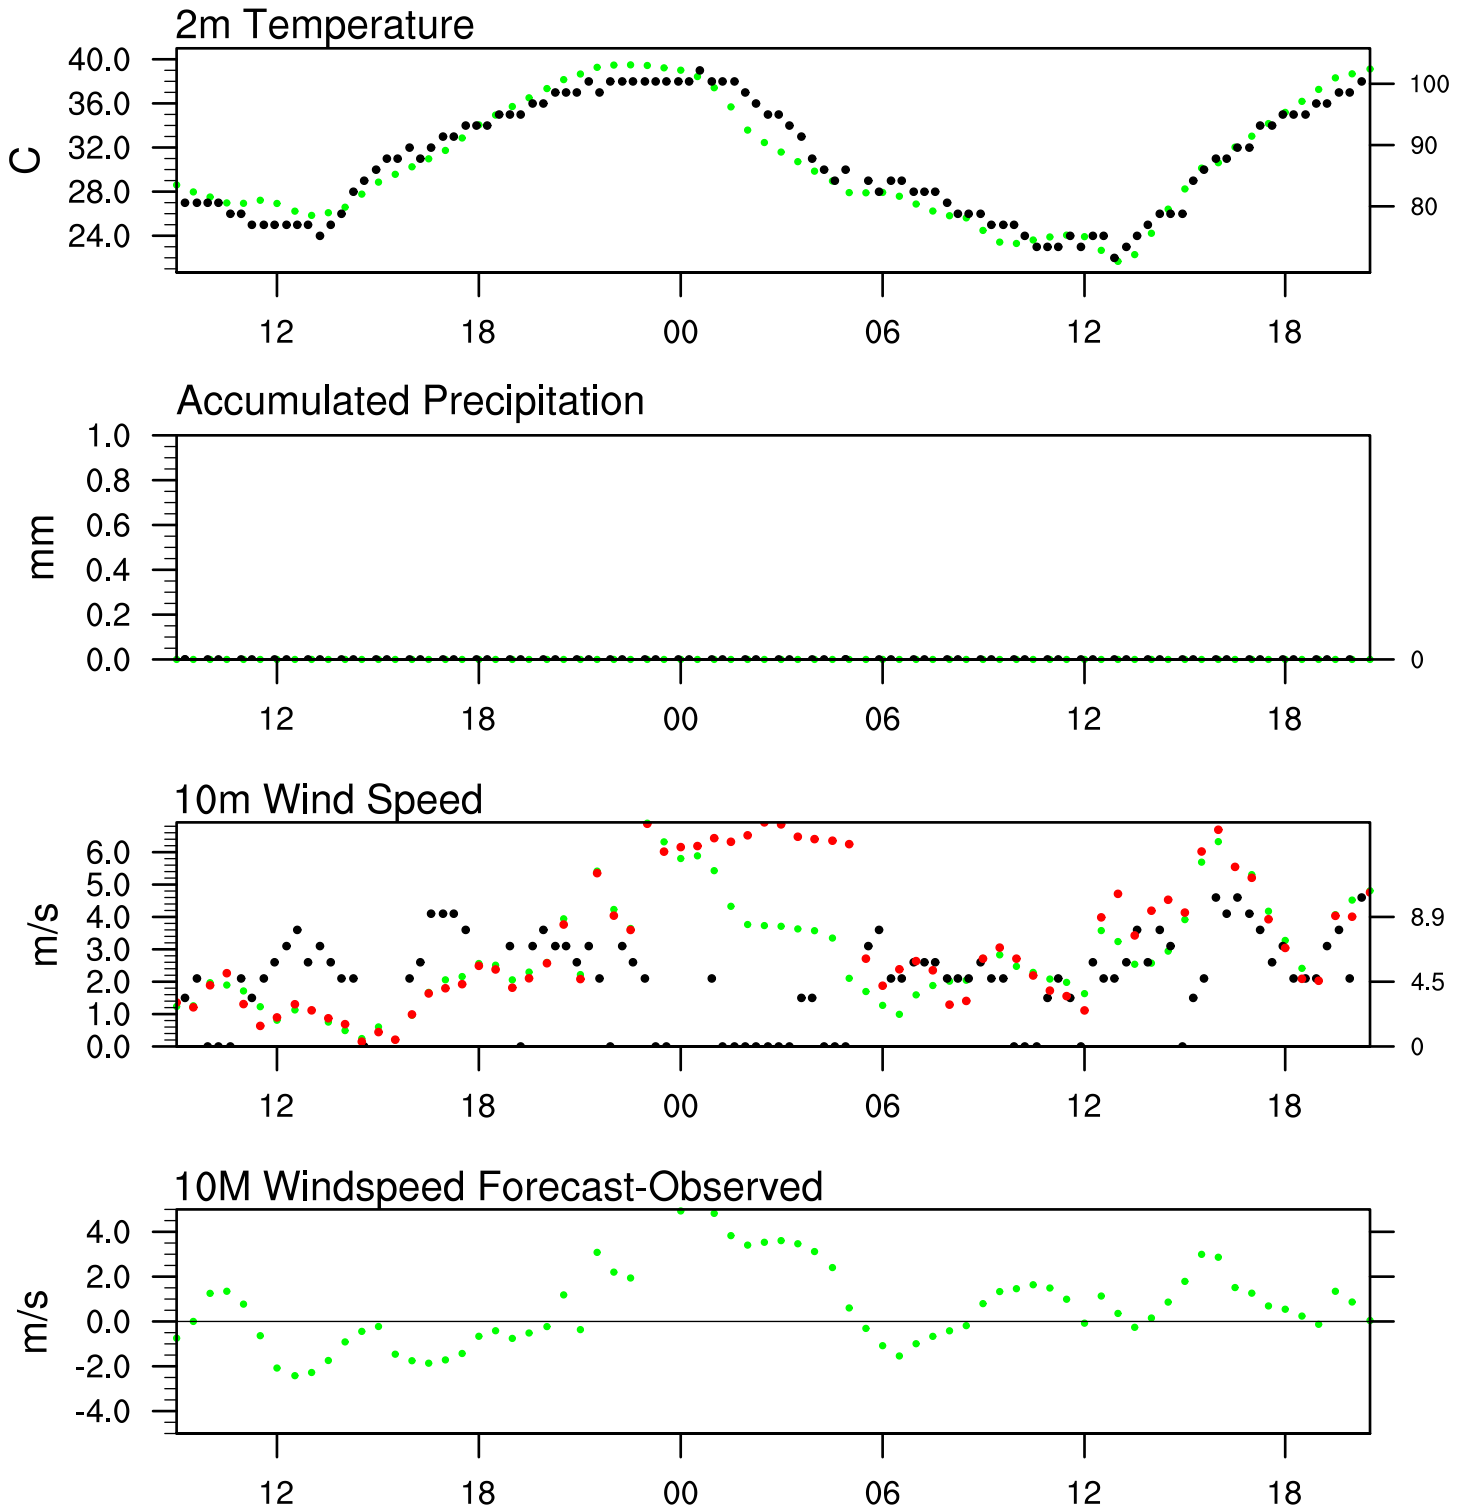 2m Temperature
40.0
36.0
32.0
28.0
24.0
C
100
90
80
12 18 00 06 12 18
Accumulated Precipitation
1.0
0.8
0.6
0.4
0.2
0.0
mm
0
12 18 00 06 12 18
10m Wind Speed
6.0
5.0
4.0
3.0
2.0
1.0
0.0
m/s
8.9
4.5
0
12 18 00 06 12 18
10M Windspeed Forecast-Observed
4.0
2.0
0.0
-2.0
-4.0
m/s
12 18 00 06 12 18